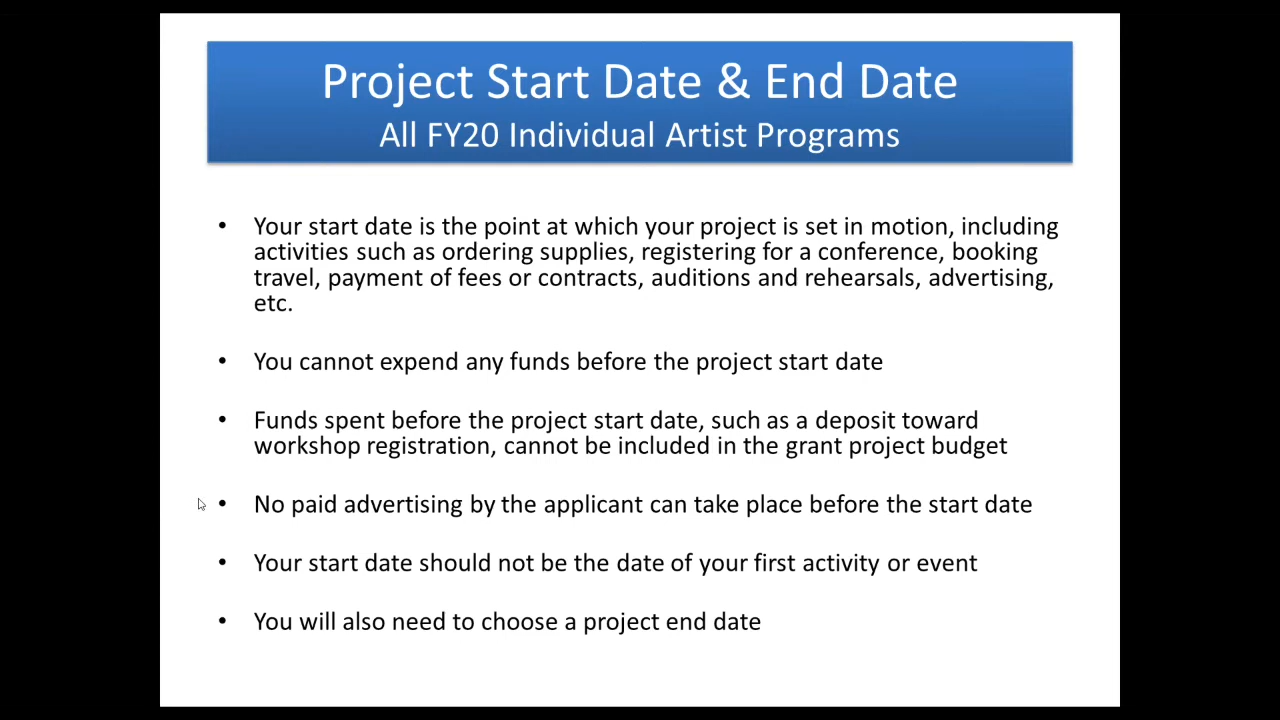 Project Start Date & End Date
All FY20 Individual Artist Programs
• Your start date is the point at which your project is set in motion, including
activities such as ordering supplies, registering for a conference, booking
travel, payment of fees or contracts, auditions and rehearsals, advertising,
etc.
• You cannot expend any funds before the project start date
• Funds spent before the project start date, such as a deposit toward
workshop registration, cannot be included in the grant project budget
• No paid advertising by the applicant can take place before the start date
• Your start date should not be the date of your first activity or event
• You will also need to choose a project end date